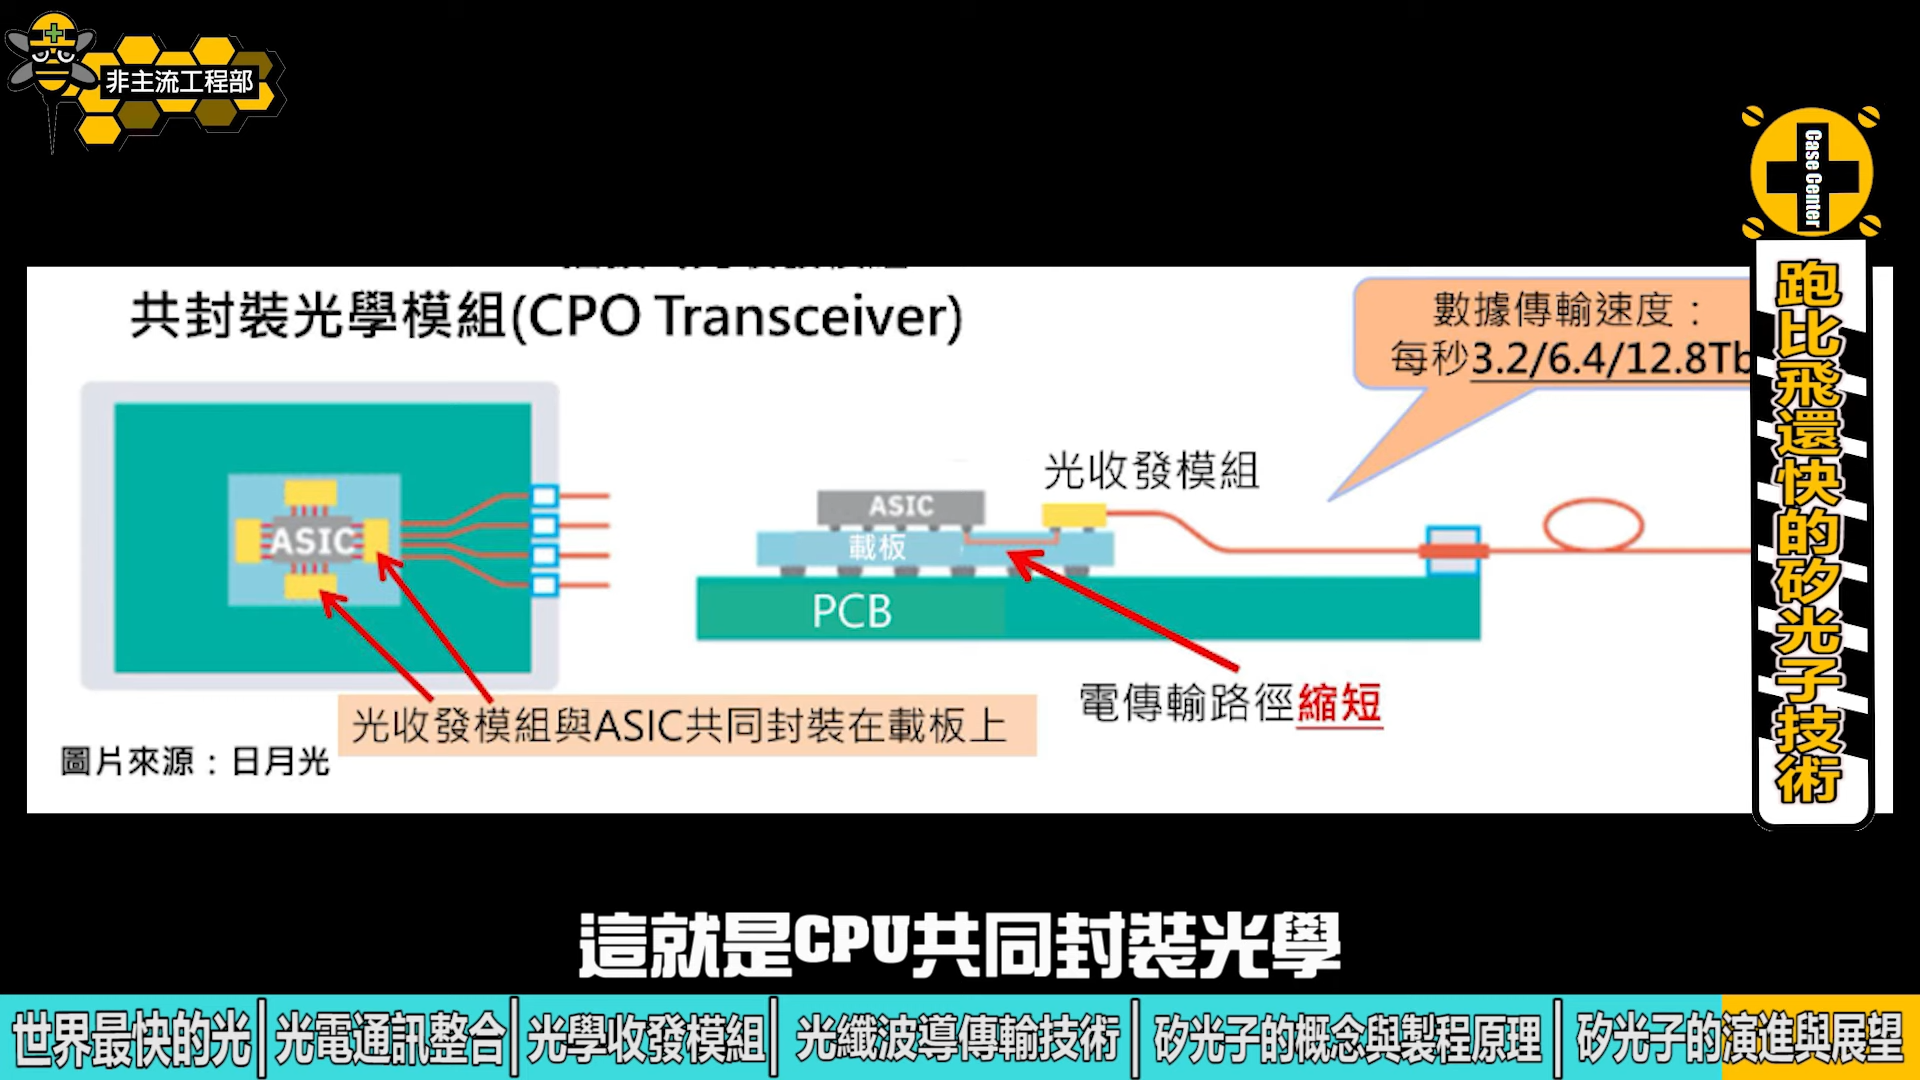 非主流工程部
Case Center
跑比飛還快的矽光子技術
共封裝光學模組(CPO Transceiver)
數據傳輸速度：
每秒3.2/6.4/12.8Tb
光收發模組
ASIC
ASIC
載板
PCB
電傳輸路徑縮短
光收發模組與ASIC共同封裝在載板上
圖片來源：日月光
這就是CPU共同封裝光學
世界最快的光
光電通訊整合
光學收發模組
光纖波導傳輸技術
矽光子的概念與製程原理
矽光子的演進與展望